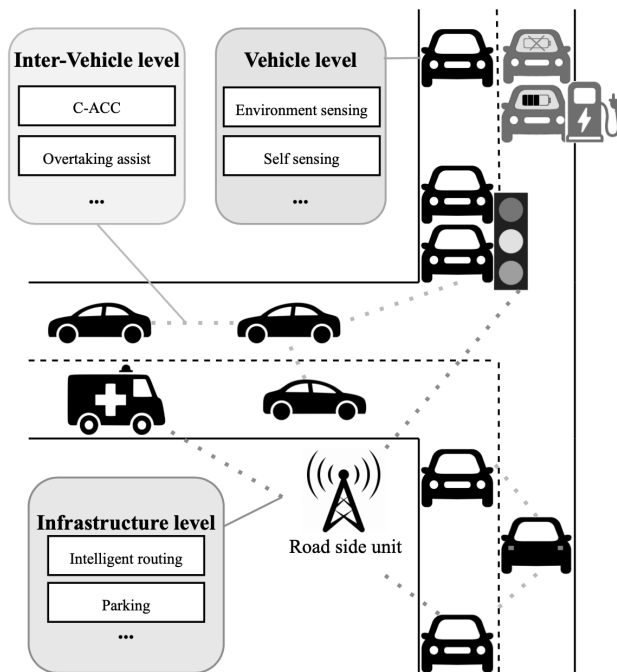 Inter-Vehicle level
C-ACC
Overtaking assist
...
Vehicle level
Environment sensing
Self sensing
...
Infrastructure level
Intelligent routing
Parking
...
Road side unit